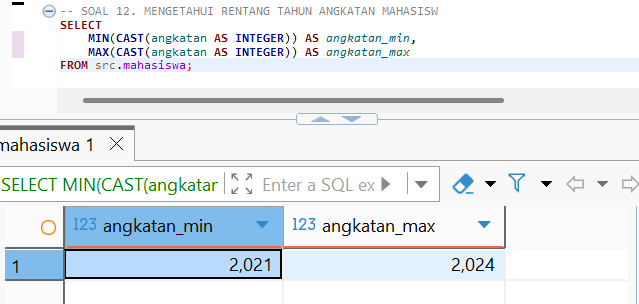 -- SOAL 12. MENGETAHUI RENTANG TAHUN ANGKATAN MAHASISW
SELECT
MIN(CAST(angkatan AS INTEGER)) AS angkatan_min,
MAX(CAST(angkatan AS INTEGER)) AS angkatan_max
FROM src.mahasiswa;
mahasiswa 1
SELECT MIN(CAST(angkatar Enter a SQL ex
123 angkatan_min 123 angkatan_max
1 2,021 2,024